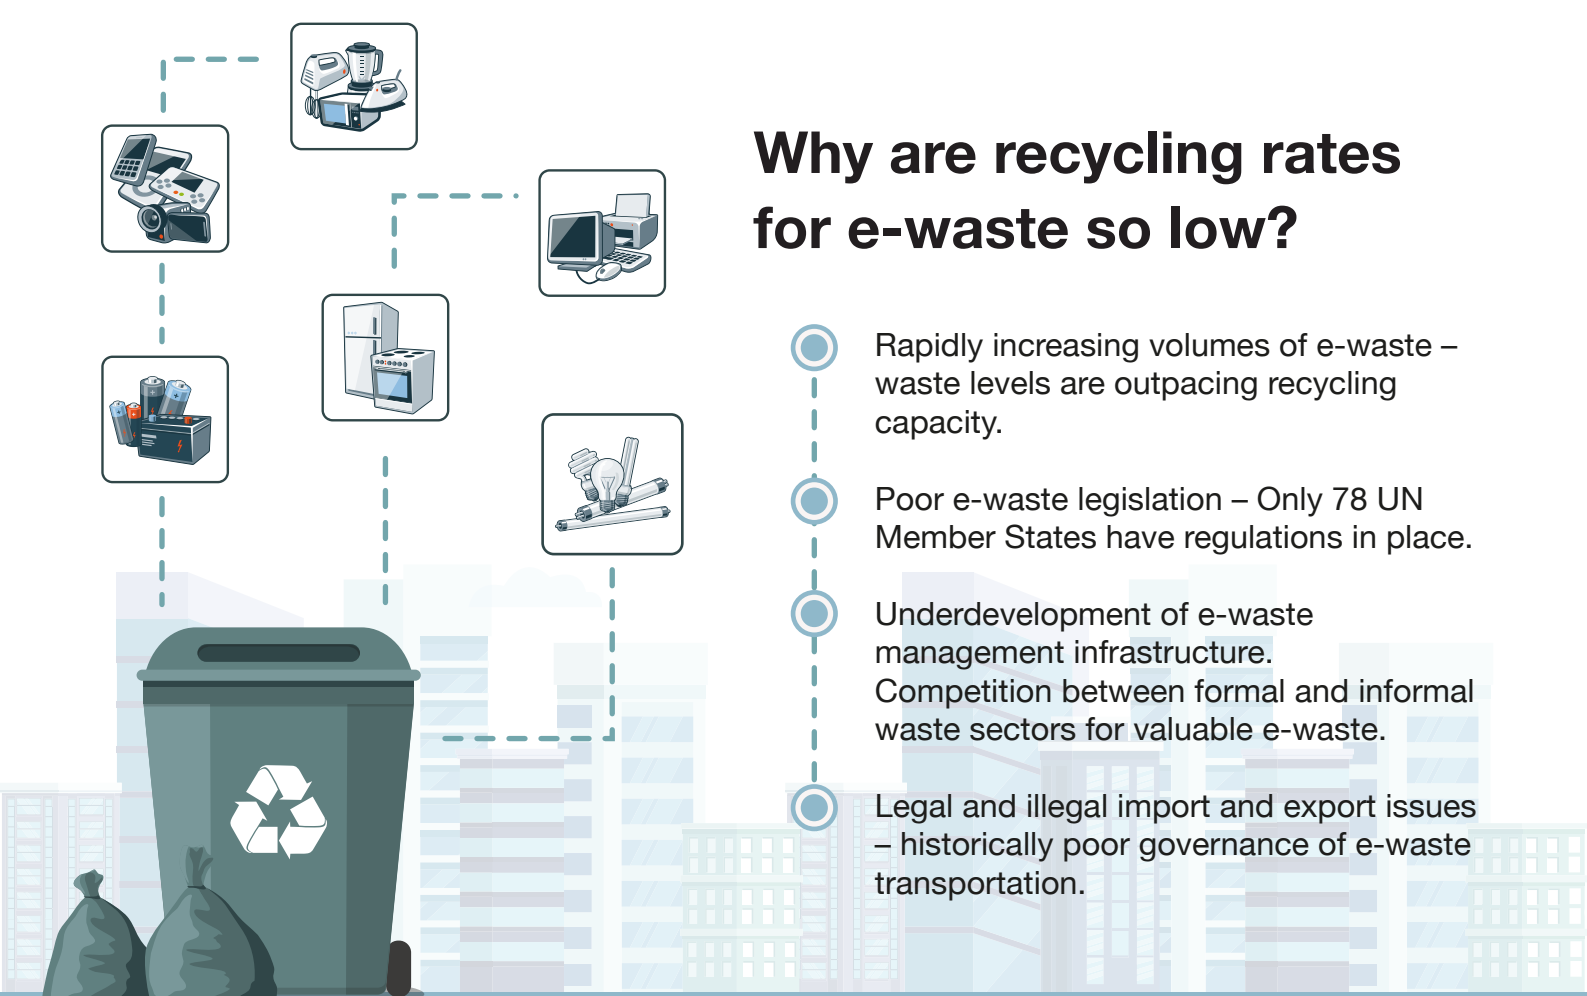 Why are recycling rates
for e-waste so low?
Rapidly increasing volumes of e-waste –
waste levels are outpacing recycling
capacity.
Poor e-waste legislation – Only 78 UN
Member States have regulations in place.
Underdevelopment of e-waste
management infrastructure.
Competition between formal and informal
waste sectors for valuable e-waste.
Legal and illegal import and export issues
– historically poor governance of e-waste
transportation.